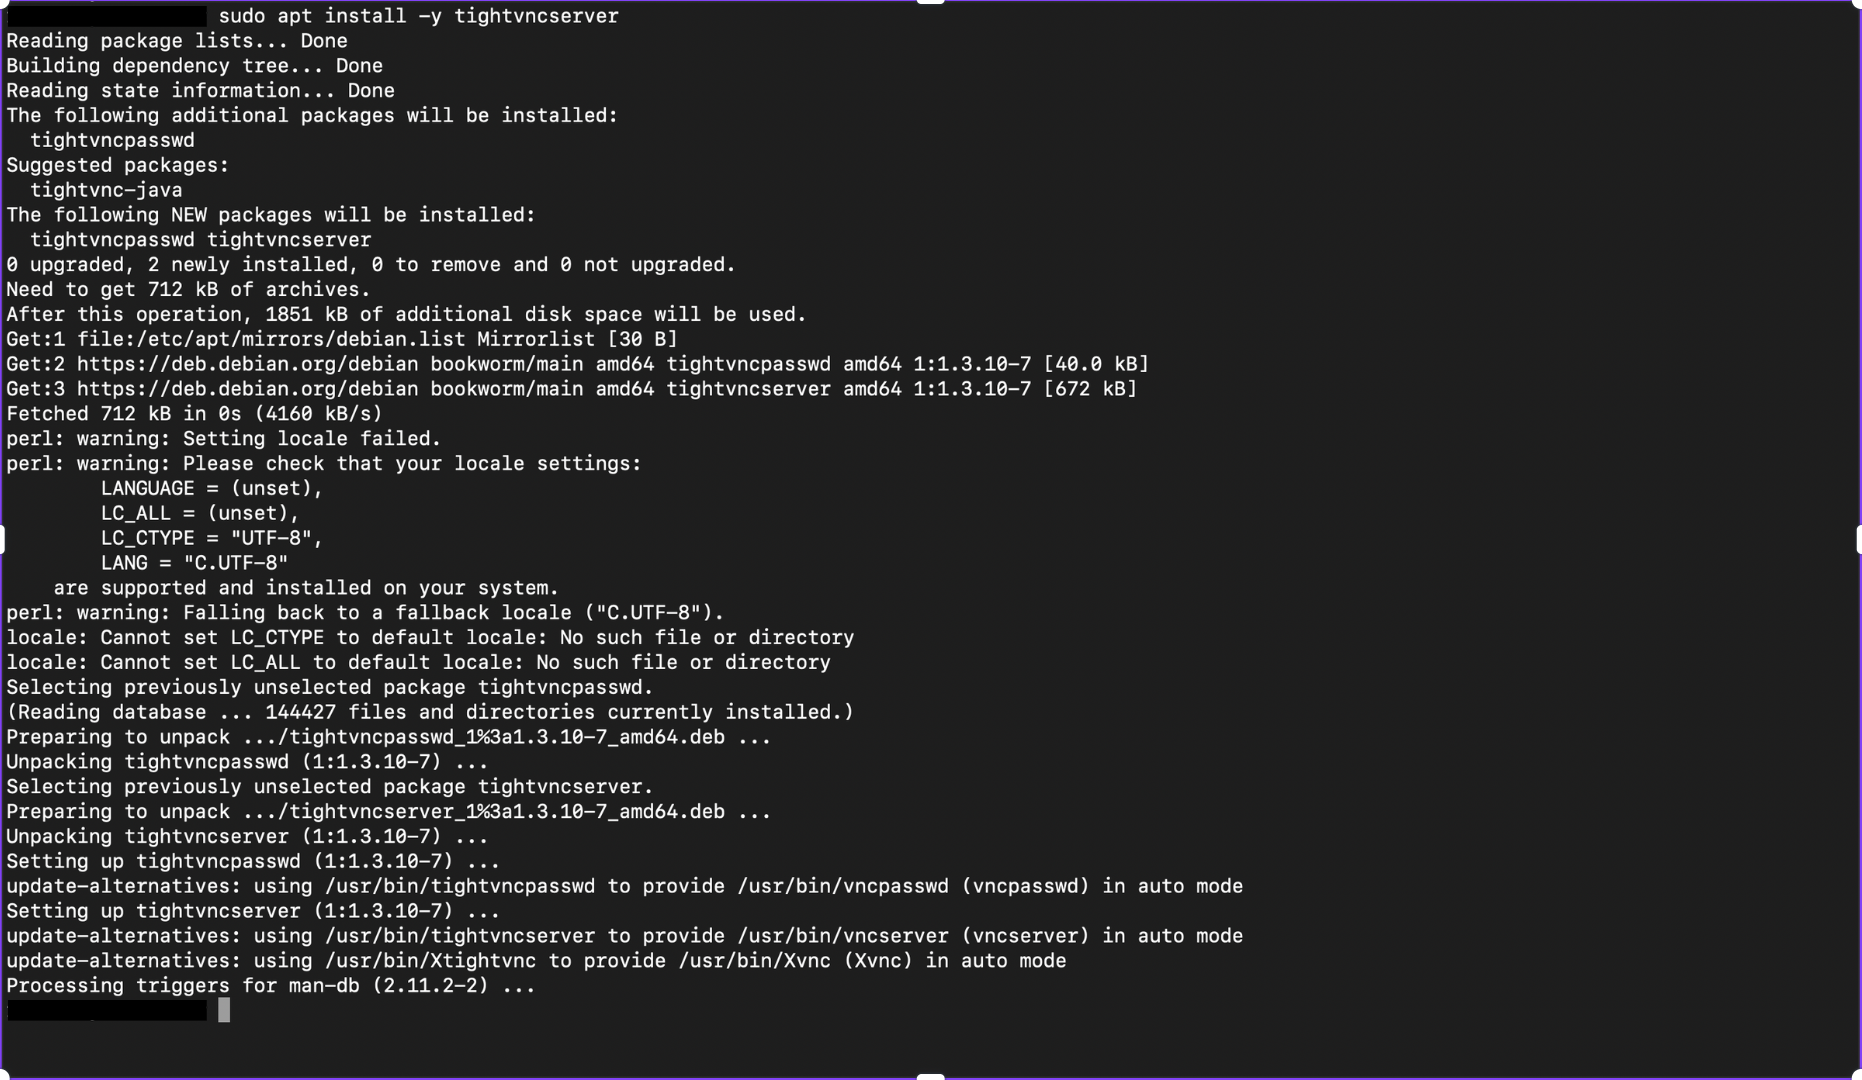 sudo apt install -y tightvncserver
Reading package lists... Done
Building dependency tree... Done
Reading state information... Done
The following additional packages will be installed:
  tightvncpasswd
Suggested packages:
  tightvnc-java
The following NEW packages will be installed:
  tightvncpasswd tightvncserver
0 upgraded, 2 newly installed, 0 to remove and 0 not upgraded.
Need to get 712 kB of archives.
After this operation, 1851 kB of additional disk space will be used.
Get:1 file:/etc/apt/mirrors/debian.list Mirrorlist [30 B]
Get:2 https://deb.debian.org/debian bookworm/main amd64 tightvncpasswd amd64 1:1.3.10-7 [40.0 kB]
Get:3 https://deb.debian.org/debian bookworm/main amd64 tightvncserver amd64 1:1.3.10-7 [672 kB]
Fetched 712 kB in 0s (4160 kB/s)
perl: warning: Setting locale failed.
perl: warning: Please check that your locale settings:
        LANGUAGE = (unset),
        LC_ALL = (unset),
        LC_CTYPE = "UTF-8",
        LANG = "C.UTF-8"
    are supported and installed on your system.
perl: warning: Falling back to a fallback locale ("C.UTF-8").
locale: Cannot set LC_CTYPE to default locale: No such file or directory
locale: Cannot set LC_ALL to default locale: No such file or directory
Selecting previously unselected package tightvncpasswd.
(Reading database ... 144427 files and directories currently installed.)
Preparing to unpack .../tightvncpasswd_1%3a1.3.10-7_amd64.deb ...
Unpacking tightvncpasswd (1:1.3.10-7) ...
Selecting previously unselected package tightvncserver.
Preparing to unpack .../tightvncserver_1%3a1.3.10-7_amd64.deb ...
Unpacking tightvncserver (1:1.3.10-7) ...
Setting up tightvncpasswd (1:1.3.10-7) ...
update-alternatives: using /usr/bin/tightvncpasswd to provide /usr/bin/vncpasswd (vncpasswd) in auto mode
Setting up tightvncserver (1:1.3.10-7) ...
update-alternatives: using /usr/bin/tightvncserver to provide /usr/bin/vncserver (vncserver) in auto mode
update-alternatives: using /usr/bin/Xtightvnc to provide /usr/bin/Xvnc (Xvnc) in auto mode
Processing triggers for man-db (2.11.2-2) ...